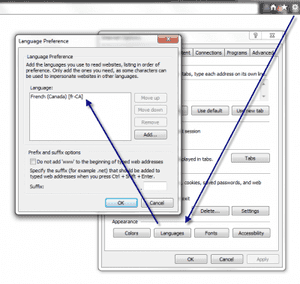 Language Preference
Language Preference
Add the languages you use to read websites, listing in order of
preference. Only add the ones you need, as some characters can
be used to impersonate websites in other languages.
Language:
French (Canada) [fr-CA]
Move up
Move down
Remove
Add...
Prefix and suffix options
Do not add 'www' to the beginning of typed web addresses
Specify the suffix (for example .net) that should be added to
typed web addresses when you press Ctrl + Shift + Enter.
Suffix:
OK
Cancel
Connections
Programs
Advanced
type each address on its own
Use default
Use new tab
session
displayed in tabs.
Tabs
cookies, saved passwords, and web
Delete...
Settings
Appearance
Colors
Languages
Fonts
Accessibility
OK
Cancel
Apply